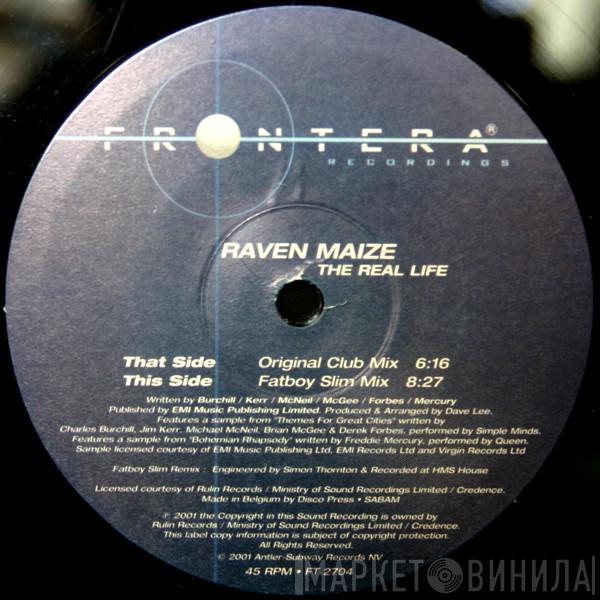 FRONTERA®
RECORDINGS
RAVEN MAIZE
THE REAL LIFE
That Side Original Club Mix 6:16
This Side Fatboy Slim Mix 8:27
Written by Burchill / Kerr / McNeil / McGee / Forbes / Mercury
Published by EMI Music Publishing Limited. Produced & Arranged by Dave Lee.
Features a sample from "Themes For Great Cities" written by
Charles Burchill, Jim Kerr, Michael McNeil, Brian McGee & Derek Forbes, performed by Simple Minds.
Features a sample from "Bohemian Rhapsody" written by Freddie Mercury, performed by Queen.
Sample licensed courtesy of EMI Music Publishing Ltd, EMI Records Ltd and Virgin Records Ltd
Fatboy Slim Remix : Engineered by Simon Thornton & Recorded at HMS House
Licensed courtesy of Rulin Records / Ministry of Sound Recordings Limited / Credence.
Made in Belgium by Disco Press • SABAM
℗ 2001 the Copyright in this Sound Recording is owned by
Rulin Records / Ministry of Sound Recordings Limited / Credence.
This label copy information is subject of copyright protection.
All Rights Reserved.
© 2001 Antler-Subway Records NV
45 RPM • FT 2704
МАРКЕТ ВИНИЛА